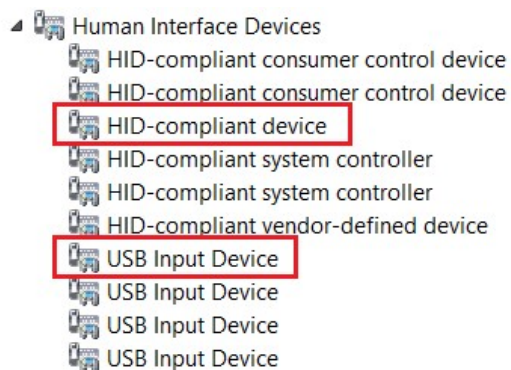 Human Interface Devices
HID-compliant consumer control device
HID-compliant consumer control device
HID-compliant device
HID-compliant system controller
HID-compliant system controller
HID-compliant vendor-defined device
USB Input Device
USB Input Device
USB Input Device
USB Input Device